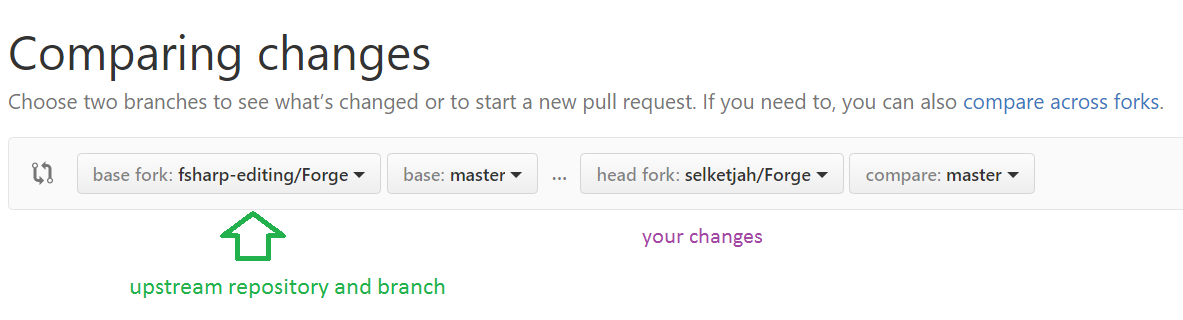 Comparing changes
Choose two branches to see what’s changed or to start a new pull request. If you need to, you can also compare across forks.
base fork: fsharp-editing/Forge base: master ... head fork: selketjah/Forge compare: master
your changes
upstream repository and branch